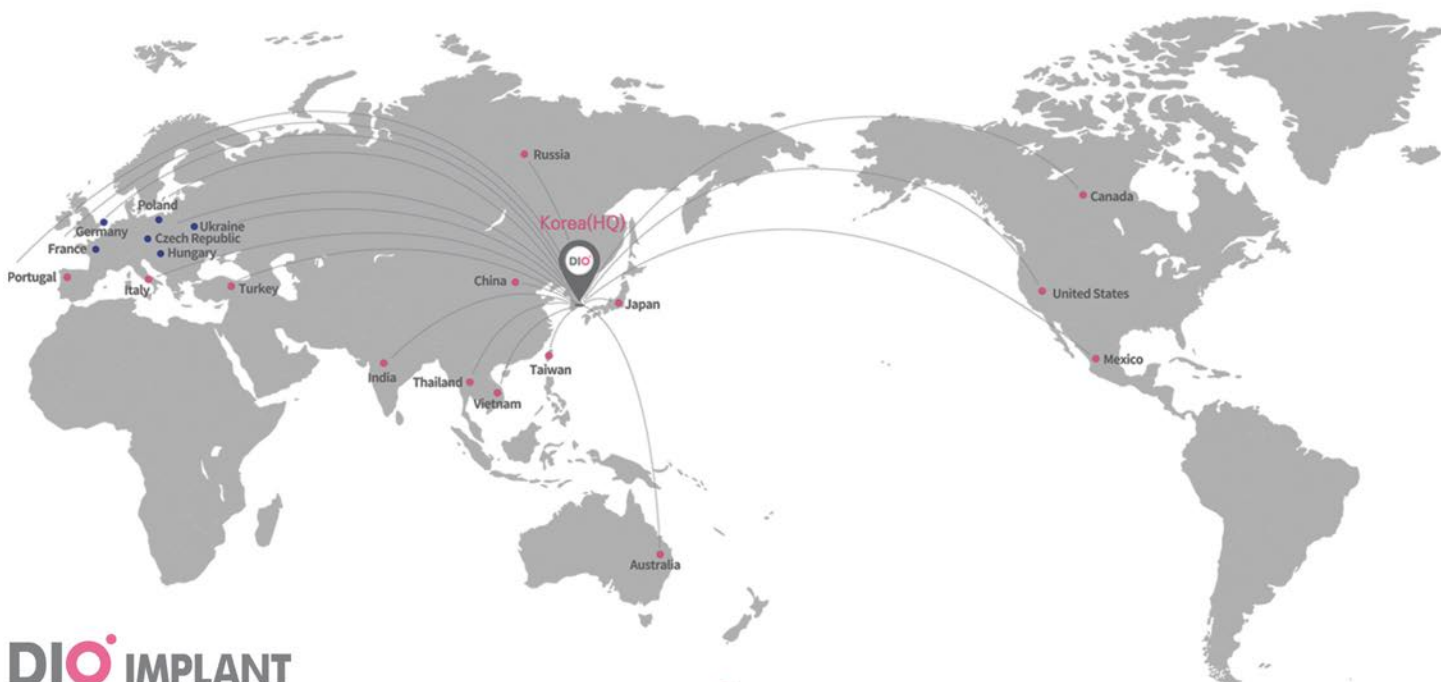 Russia
Canada
Poland
Korea(HQ)
Germany
Ukraine
Czech Republic
France
Hungary
DIO
Portugal
Italy
Turkey
China
United States
Japan
Taiwan
Mexico
India
Thailand
Vietnam
Australia
DIO IMPLANT